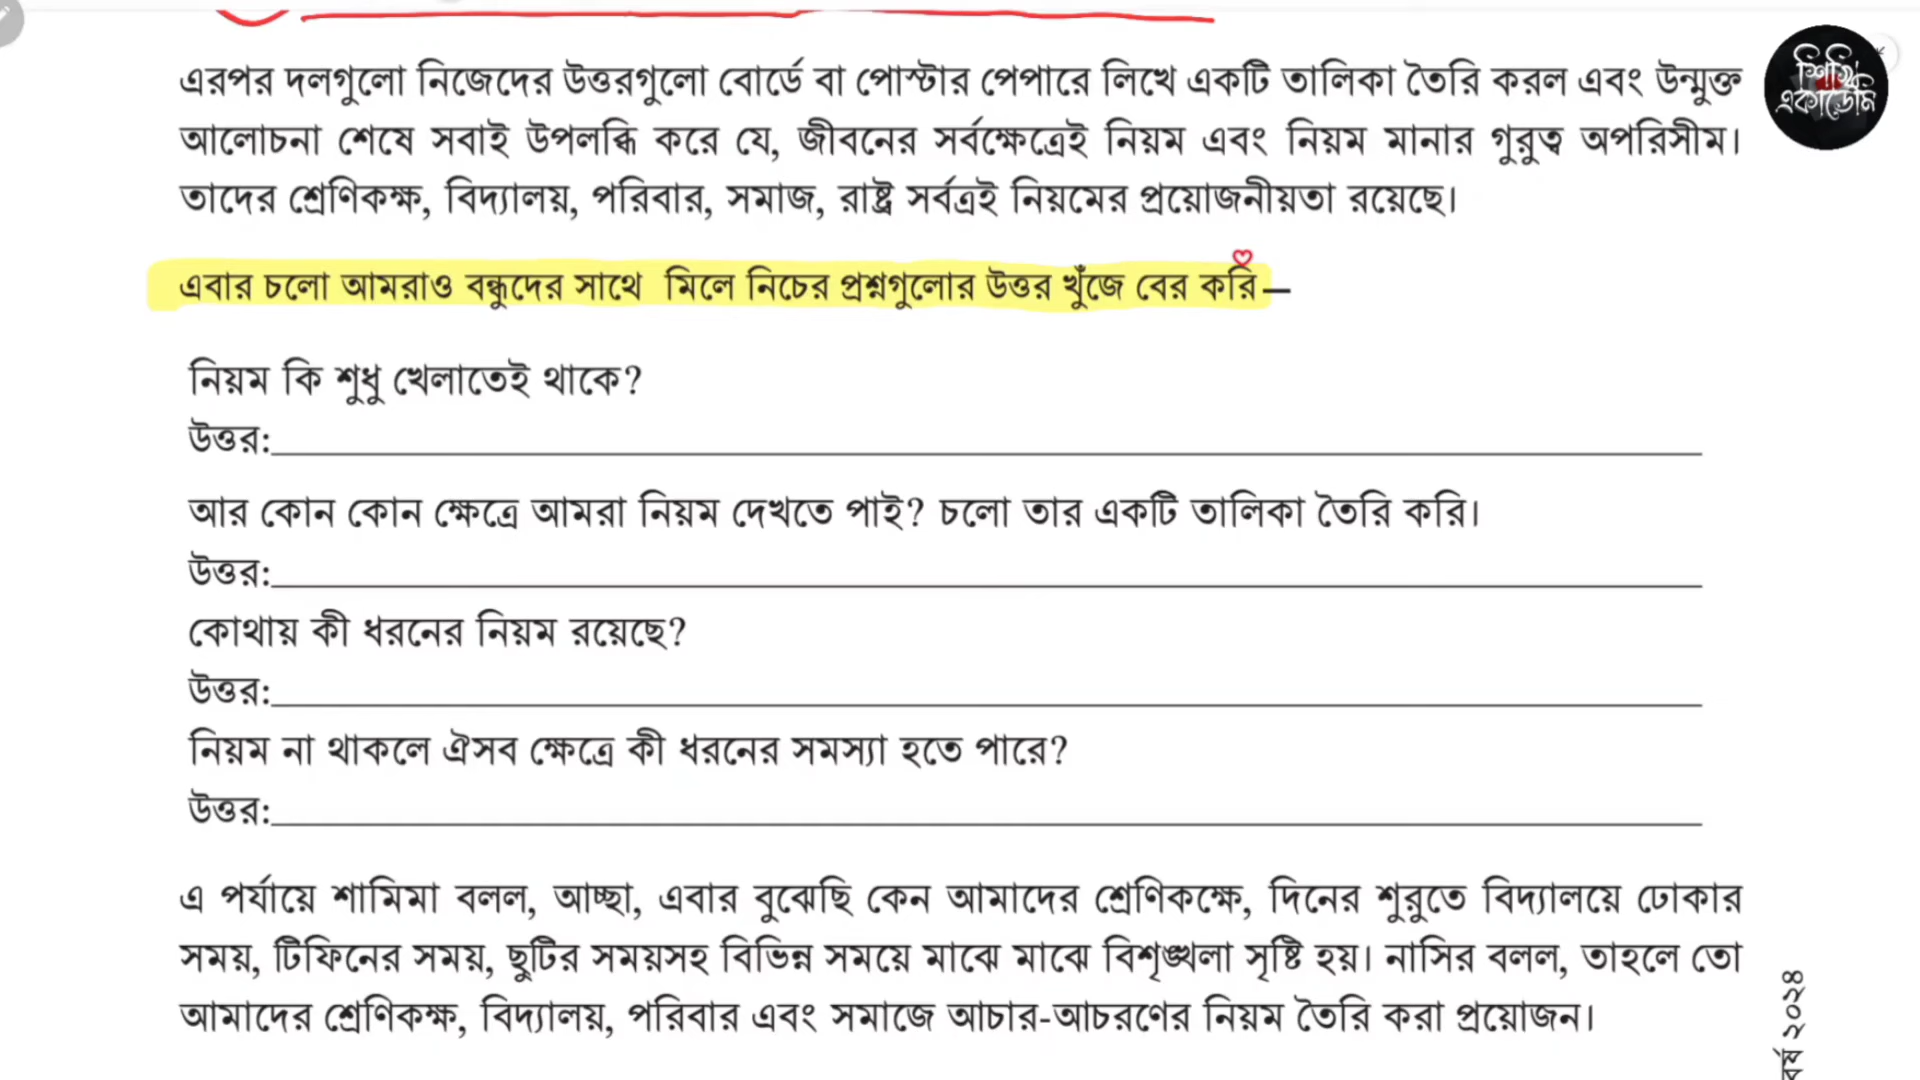 এরপর দলগুলো নিজেদের উত্তরগুলো বোর্ডে বা পোস্টার পেপারে লিখে একটি তালিকা তৈরি করল এবং উন্মুক্ত
আলোচনা শেষে সবাই উপলব্ধি করে যে, জীবনের সর্বক্ষেত্রেই নিয়ম এবং নিয়ম মানার গুরুত্ব অপরিসীম।
তাদের শ্রেণিকক্ষ, বিদ্যালয়, পরিবার, সমাজ, রাষ্ট্র সর্বত্রই নিয়মের প্রয়োজনীয়তা রয়েছে।
এবার চলো আমরাও বন্ধুদের সাথে মিলে নিচের প্রশ্নগুলোর উত্তর খুঁজে বের করি—
নিয়ম কি শুধু খেলাতেই থাকে?
উত্তর:
আর কোন কোন ক্ষেত্রে আমরা নিয়ম দেখতে পাই? চলো তার একটি তালিকা তৈরি করি।
উত্তর:
কোথায় কী ধরনের নিয়ম রয়েছে?
উত্তর:
নিয়ম না থাকলে ঐসব ক্ষেত্রে কী ধরনের সমস্যা হতে পারে?
উত্তর:
এ পর্যায়ে শামিমা বলল, আচ্ছা, এবার বুঝেছি কেন আমাদের শ্রেণিকক্ষে, দিনের শুরুতে বিদ্যালয়ে ঢোকার
সময়, টিফিনের সময়, ছুটির সময়সহ বিভিন্ন সময়ে মাঝে মাঝে বিশৃঙ্খলা সৃষ্টি হয়। নাসির বলল, তাহলে তো
আমাদের শ্রেণিকক্ষ, বিদ্যালয়, পরিবার এবং সমাজে আচার-আচরণের নিয়ম তৈরি করা প্রয়োজন।
বর্ষ ২০২৪
একাডেমি